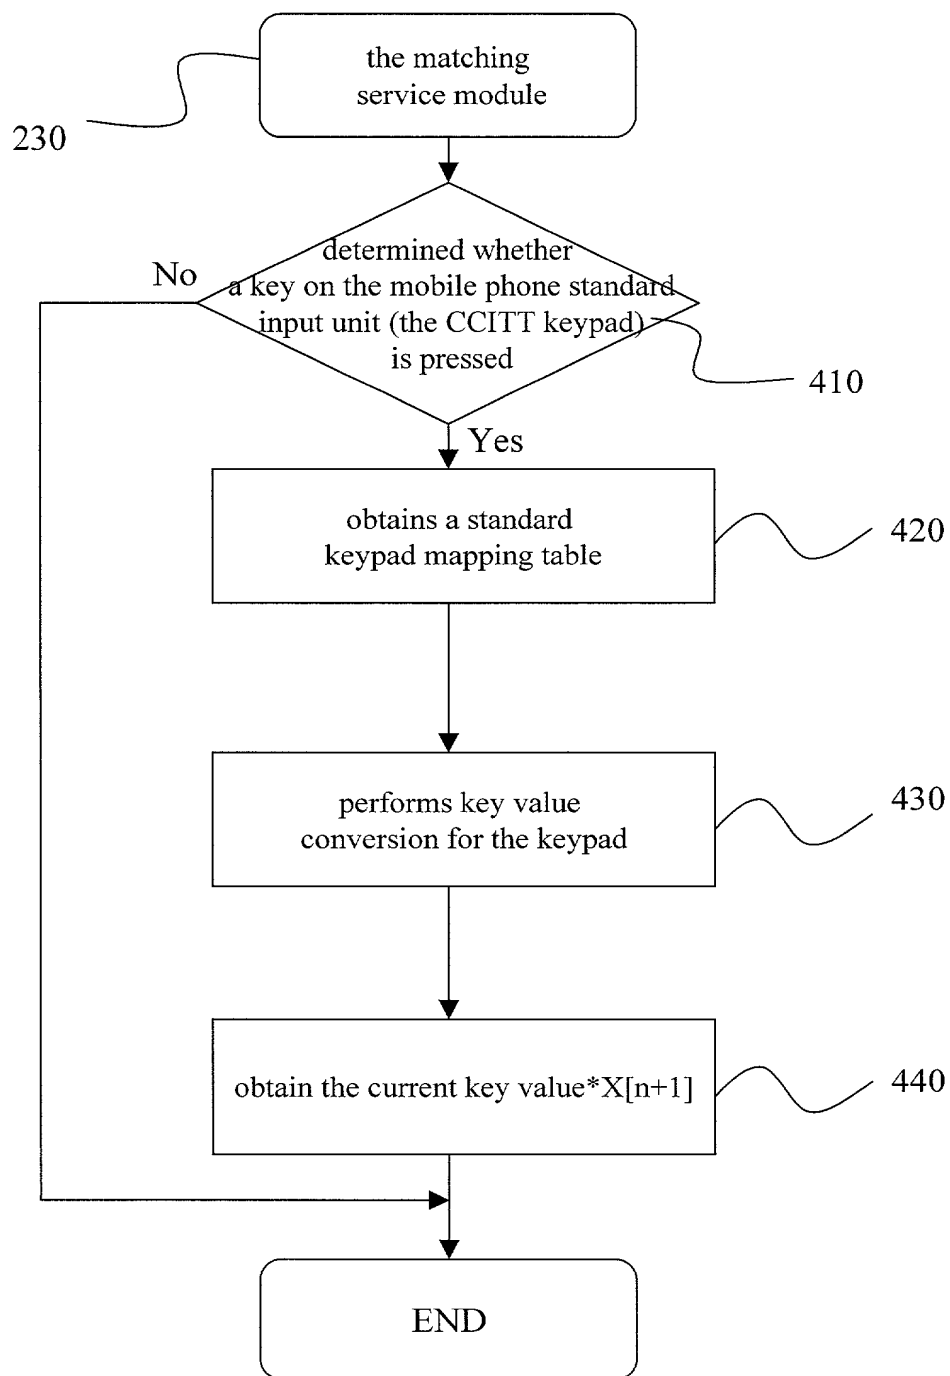 the matching
service module
230
determined whether
No
a key on the mobile phone standard
input unit (the CCITT keypad)
is pressed
410
Yes
obtains a standard
keypad mapping table
420
performs key value
conversion for the keypad
430
obtain the current key value*X[n+1]
440
END